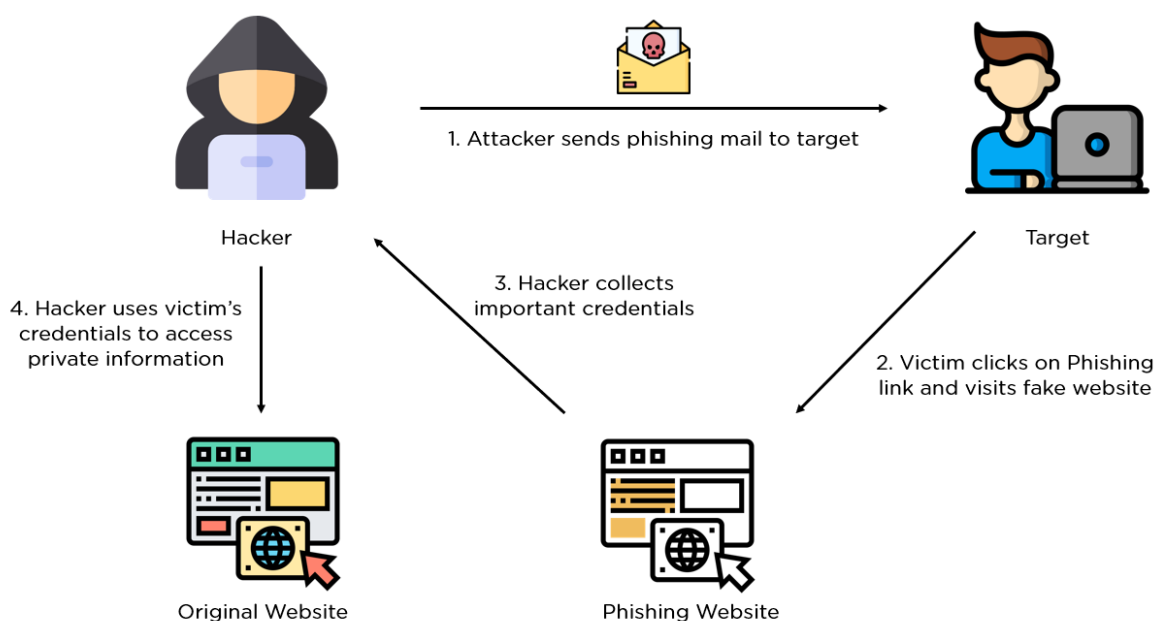 1. Attacker sends phishing mail to target
Hacker
Target
3. Hacker collects
important credentials
4. Hacker uses victim's
credentials to access
private information
2. Victim clicks on Phishing
link and visits fake website
Original Website
Phishing Website